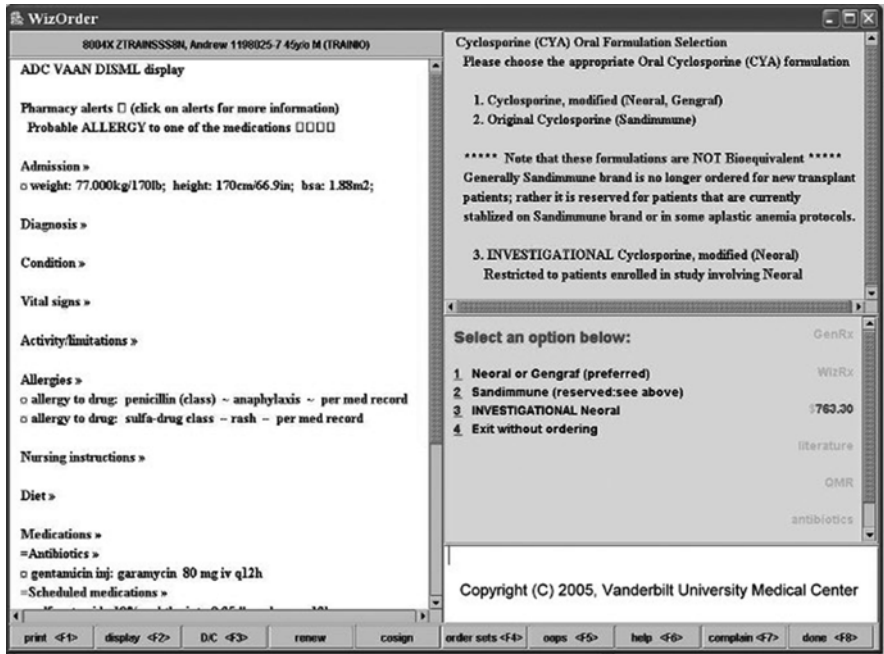 WizOrder
8004X ZTRAINSSS8N, Andrew 1198025-7 45y/o M (TRAINIO)
ADC VAAN DISML display
Pharmacy alerts (click on alerts for more information)
Probable ALLERGY to one of the medications
Admission »
weight: 77.000kg/170lb; height: 170cm/66.9in; bsa: 1.88m2;
Diagnosis »
Condition »
Vital signs »
Activity/limitations »
Allergies »
allergy to drug: penicillin (class) ~ anaphylaxis ~ per med record
allergy to drug: sulfa-drug class ~ rash ~ per med record
Nursing instructions »
Diet »
Medications »
=Antibiotics »
gentamicin inj: garamycin 80 mg iv q12h
=Scheduled medications »
Cyclosporine (CYA) Oral Formulation Selection
Please choose the appropriate Oral Cyclosporine (CYA) formulation
1. Cyclosporine, modified (Neoral, Gengraf)
2. Original Cyclosporine (Sandimmune)
***** Note that these formulations are NOT Bioequivalent *****
Generally Sandimmune brand is no longer ordered for new transplant
patients; rather it is reserved for patients that are currently
stablized on Sandimmune brand or in some aplastic anemia protocols.
3. INVESTIGATIONAL Cyclosporine, modified (Neoral)
Restricted to patients enrolled in study involving Neoral
Select an option below:
1 Neoral or Gengraf (preferred)
2 Sandimmune (reserved:see above)
3 INVESTIGATIONAL Neoral
4 Exit without ordering
GenRx
WizRx
$763.30
literature
OMR
antibiotics
Copyright (C) 2005, Vanderbilt University Medical Center
print <F1> display <F2> D/C <F3> renew cosign order sets <F4> oops <F5> help <F6> complain <F7> done <F8>